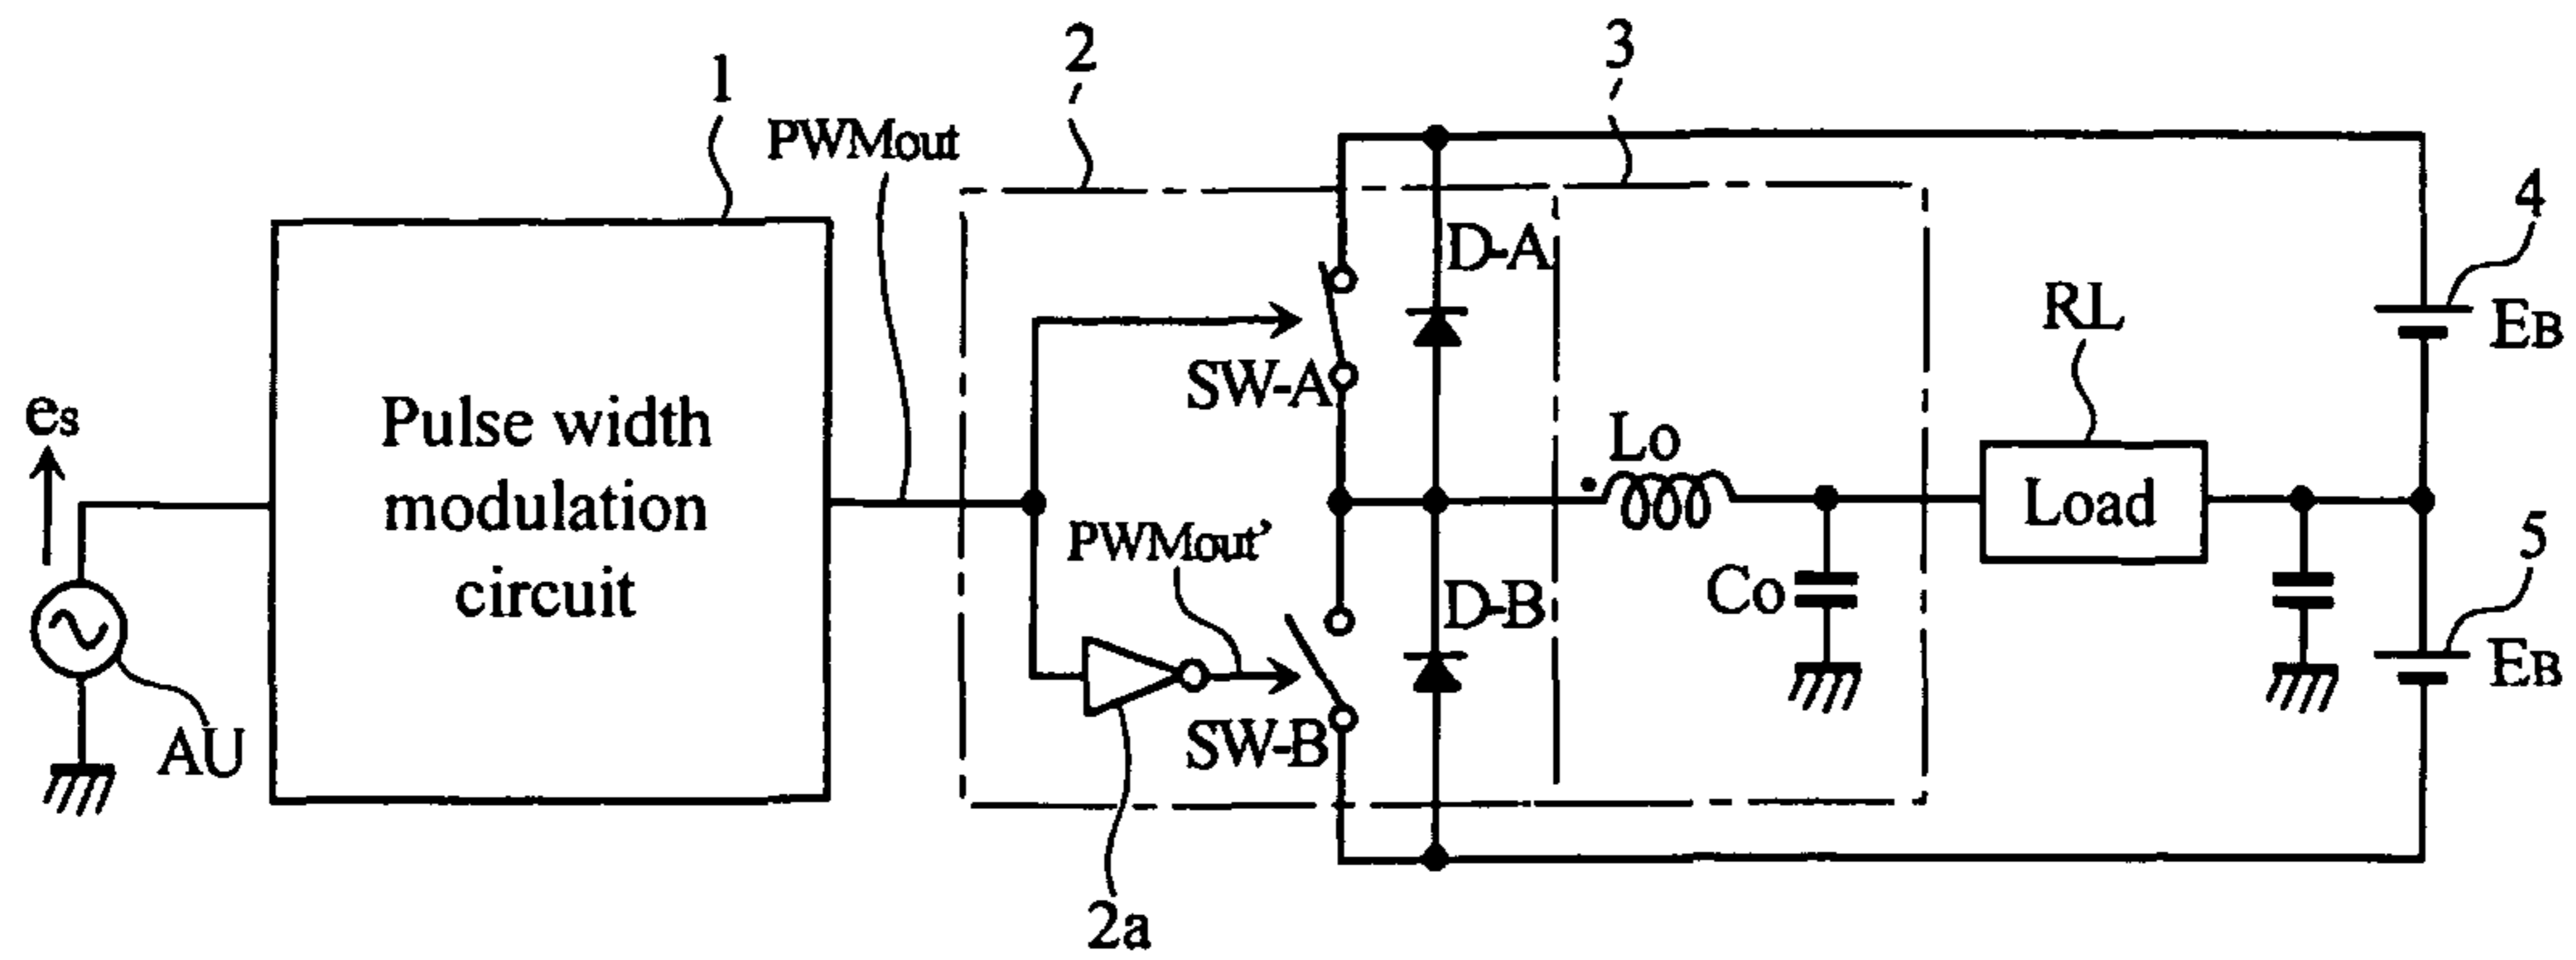 1
2
3
PWMout
4
D-A
EB
RL
SW-A
es
Pulse width
modulation
circuit
Lo
Load
PWMout’
5
D-B
Co
EB
SW-B
AU
2a